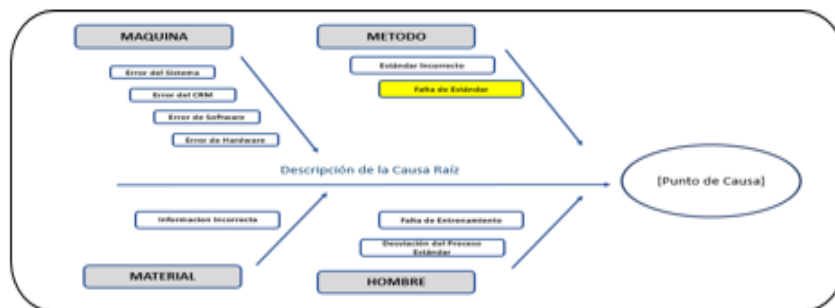 MAQUINA
METODO
Error del Sistema
Error del CRM
Error de Software
Error de Hardware
Estándar Incorrecto
Falta de Estándar
Descripción de la Causa Raíz
[Punto de Causa]
Informacion Incorrecta
Falta de Entrenamiento
Desviación del Proceso
Estándar
MATERIAL
HOMBRE